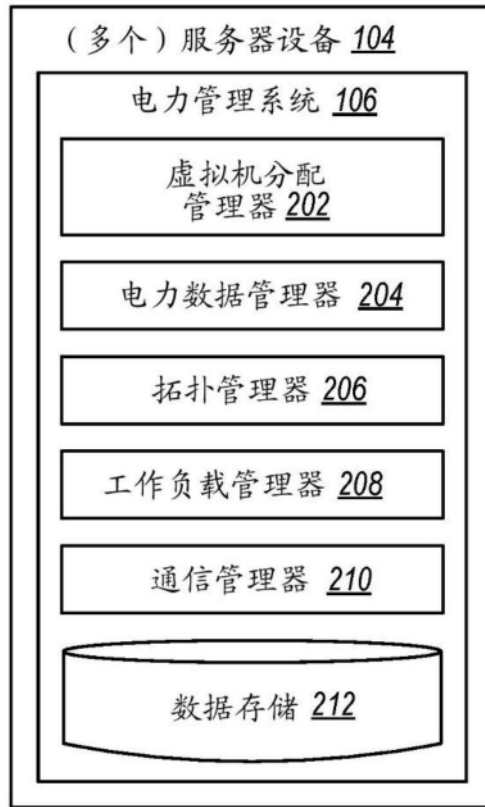 （多个）服务器设备 104
电力管理系统 106
虚拟机分配
管理器 202
电力数据管理器 204
拓扑管理器 206
工作负载管理器 208
通信管理器 210
数据存储 212